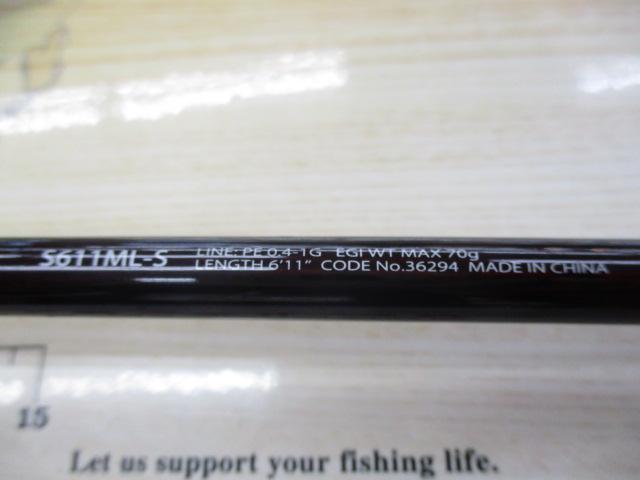 S611ML-S
LINE: PE 0.4-1G EGI WT MAX 70g
LENGTH 6'11" CODE No.36294 MADE IN CHINA
15
Let us support your fishing life.